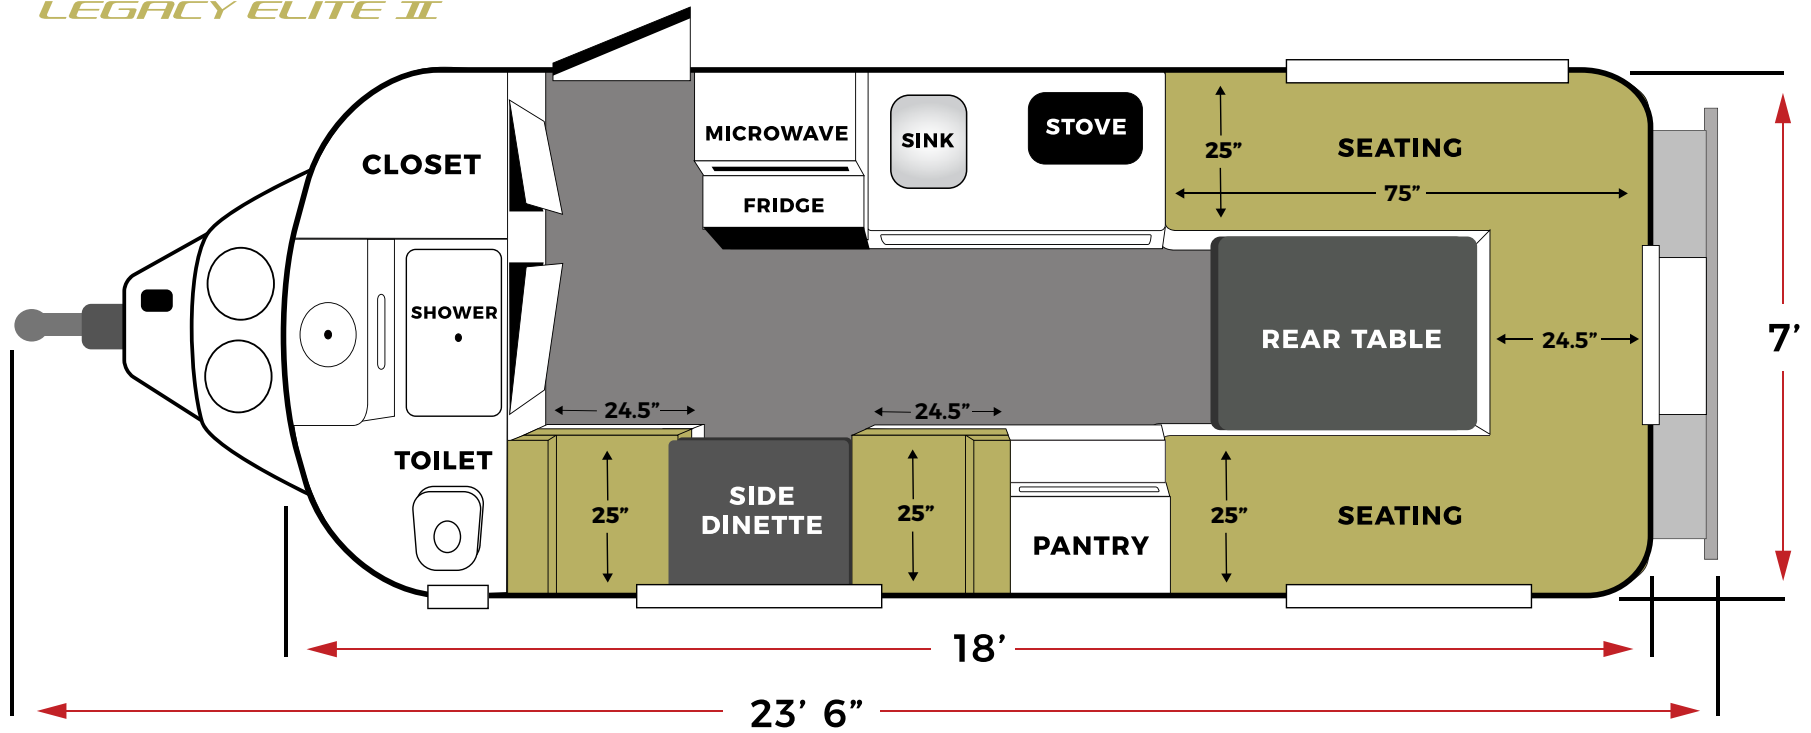 LEGACY ELITE II
MICROWAVE
SINK
STOVE
25”
SEATING
CLOSET
75”
FRIDGE
SHOWER
REAR TABLE
24.5”
7’
24.5”
24.5”
TOILET
25”
SIDE
DINETTE
25”
PANTRY
25”
SEATING
18’
23’ 6”